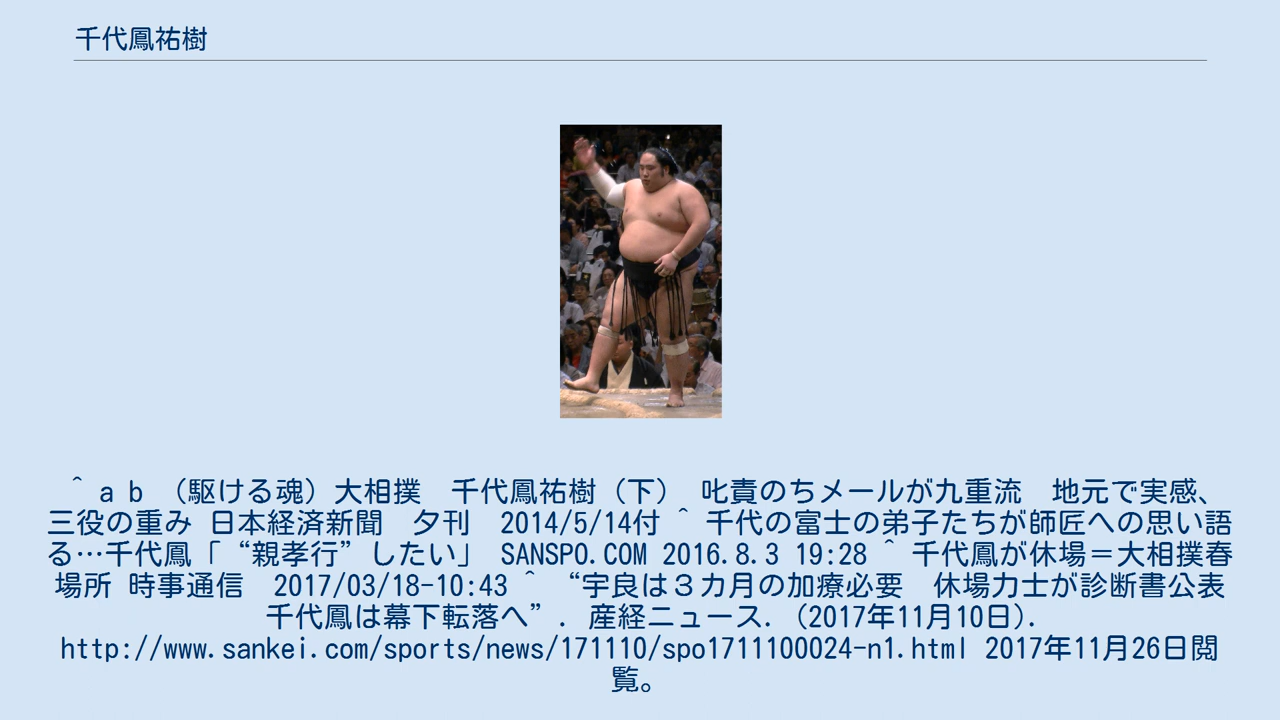 千代鳳祐樹
^ a b （駆ける魂）大相撲　千代鳳祐樹（下） 叱責のちメールが九重流　地元で実感、
三役の重み 日本経済新聞　夕刊　2014/5/14付 ^ 千代の富士の弟子たちが師匠への思い語
る…千代鳳「“親孝行”したい」 SANSPO.COM 2016.8.3 19:28 ^ 千代鳳が休場＝大相撲春
場所 時事通信　2017/03/18-10:43 ^ “宇良は３カ月の加療必要　休場力士が診断書公表
千代鳳は幕下転落へ”. 産経ニュース. （2017年11月10日）.
http://www.sankei.com/sports/news/171110/spo1711100024-n1.html 2017年11月26日閲
覧。